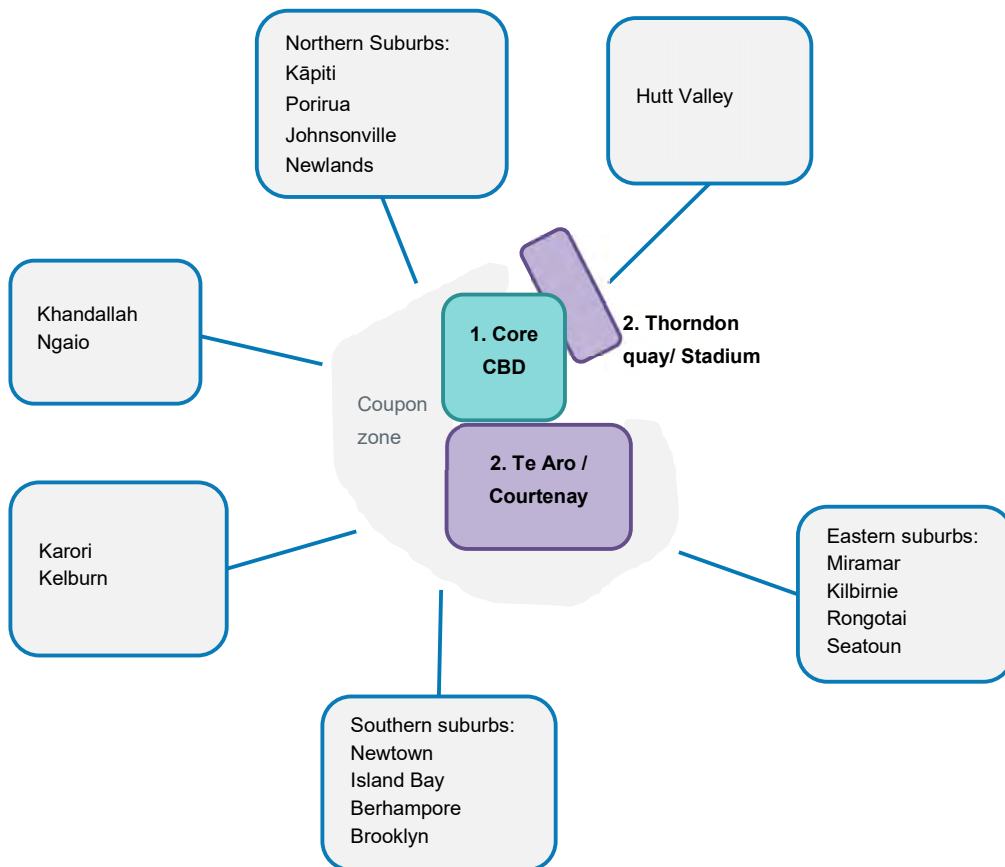 Northern Suburbs:
Kāpiti
Porirua
Johnsonville
Newlands
Hutt Valley
Khandallah
Ngaio
1. Core
CBD
2. Thorndon
quay/ Stadium
Coupon
zone
2. Te Aro /
Courtenay
Karori
Kelburn
Eastern suburbs:
Miramar
Kilbirnie
Rongotai
Seatoun
Southern suburbs:
Newtown
Island Bay
Berhampore
Brooklyn